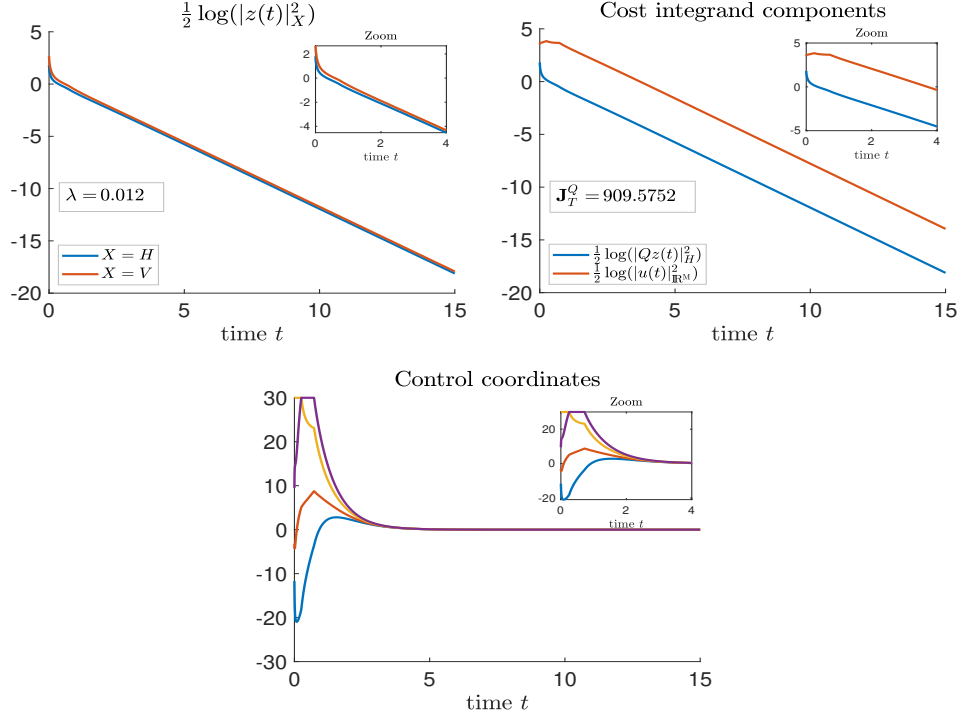 ½ log(|z(t)|²_X)
Zoom
5
0
-5
-10
-15
-20
0
5
10
15
time t
2
0
-2
-4
0
2
4
time t
λ = 0.012
X = H
X = V
Cost integrand components
Zoom
5
0
-5
-10
-15
-20
0
5
10
15
time t
5
0
-5
0
2
4
time t
J_T^Q = 909.5752
½ log(|Qz(t)|²_H)
½ log(|u(t)|²_{ℝ^M})
Control coordinates
Zoom
30
20
10
0
-10
-20
-30
0
5
10
15
time t
20
0
-20
0
2
4
time t